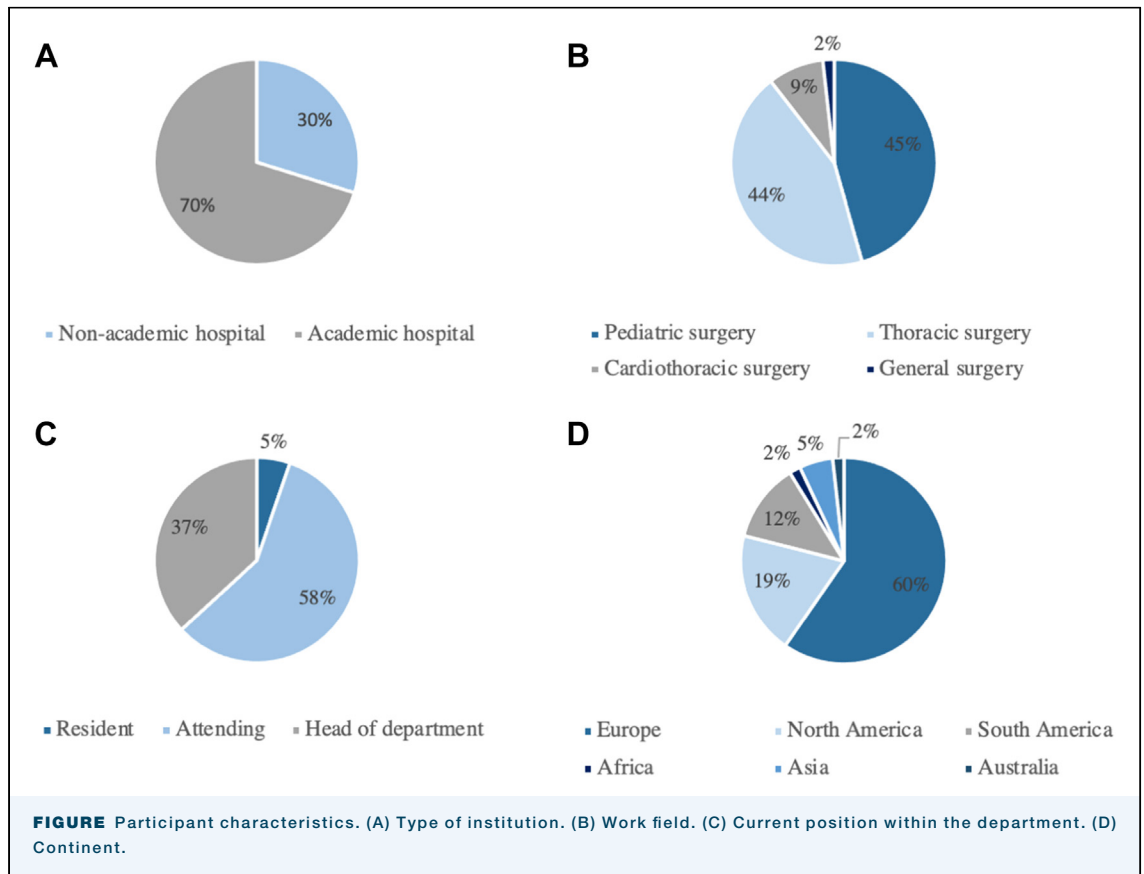 A
30%
70%
Non-academic hospital Academic hospital
B
2%
9%
45%
44%
Pediatric surgery Thoracic surgery
Cardiothoracic surgery General surgery
C
5%
37%
58%
Resident Attending Head of department
D
2% 5% 2%
12%
19% 60%
Europe North America South America
Africa Asia Australia
FIGURE Participant characteristics. (A) Type of institution. (B) Work field. (C) Current position within the department. (D)
Continent.